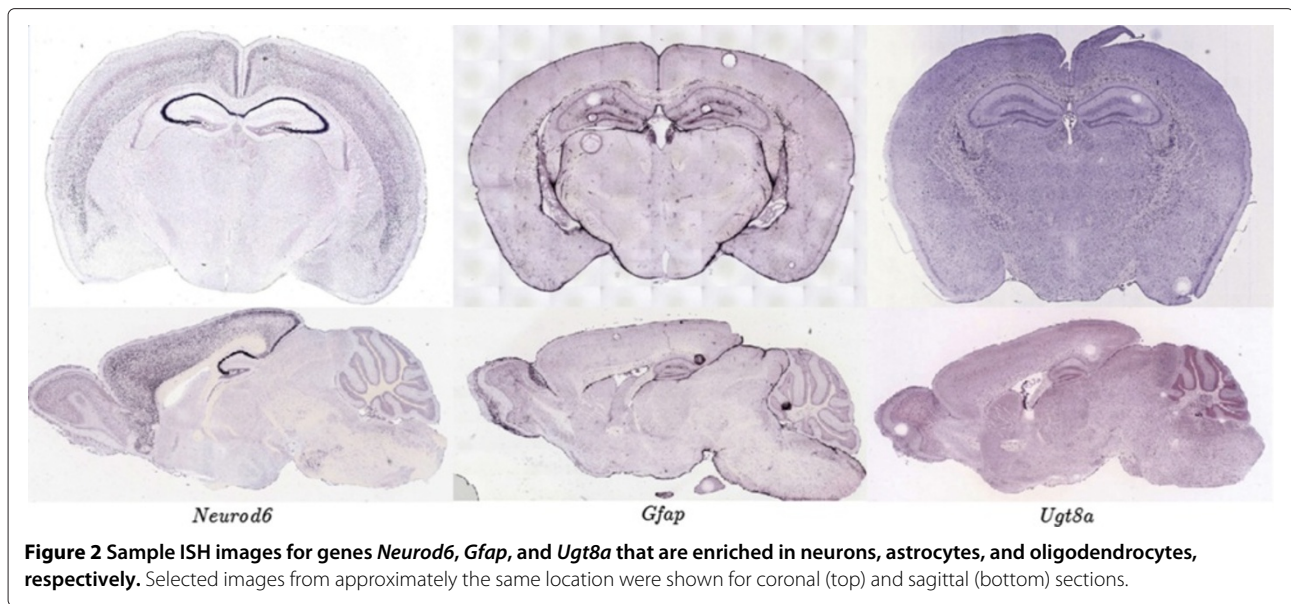 Neurod6
Gfap
Ugt8a
Figure 2 Sample ISH images for genes Neurod6, Gfap, and Ugt8a that are enriched in neurons, astrocytes, and oligodendrocytes,
respectively. Selected images from approximately the same location were shown for coronal (top) and sagittal (bottom) sections.